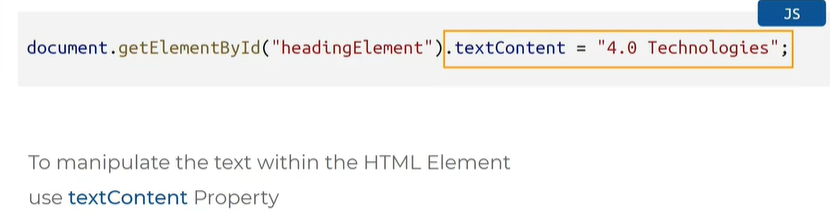 JS
document.getElementById("headingElement").textContent = "4.0 Technologies";
To manipulate the text within the HTML Element
use textContent Property